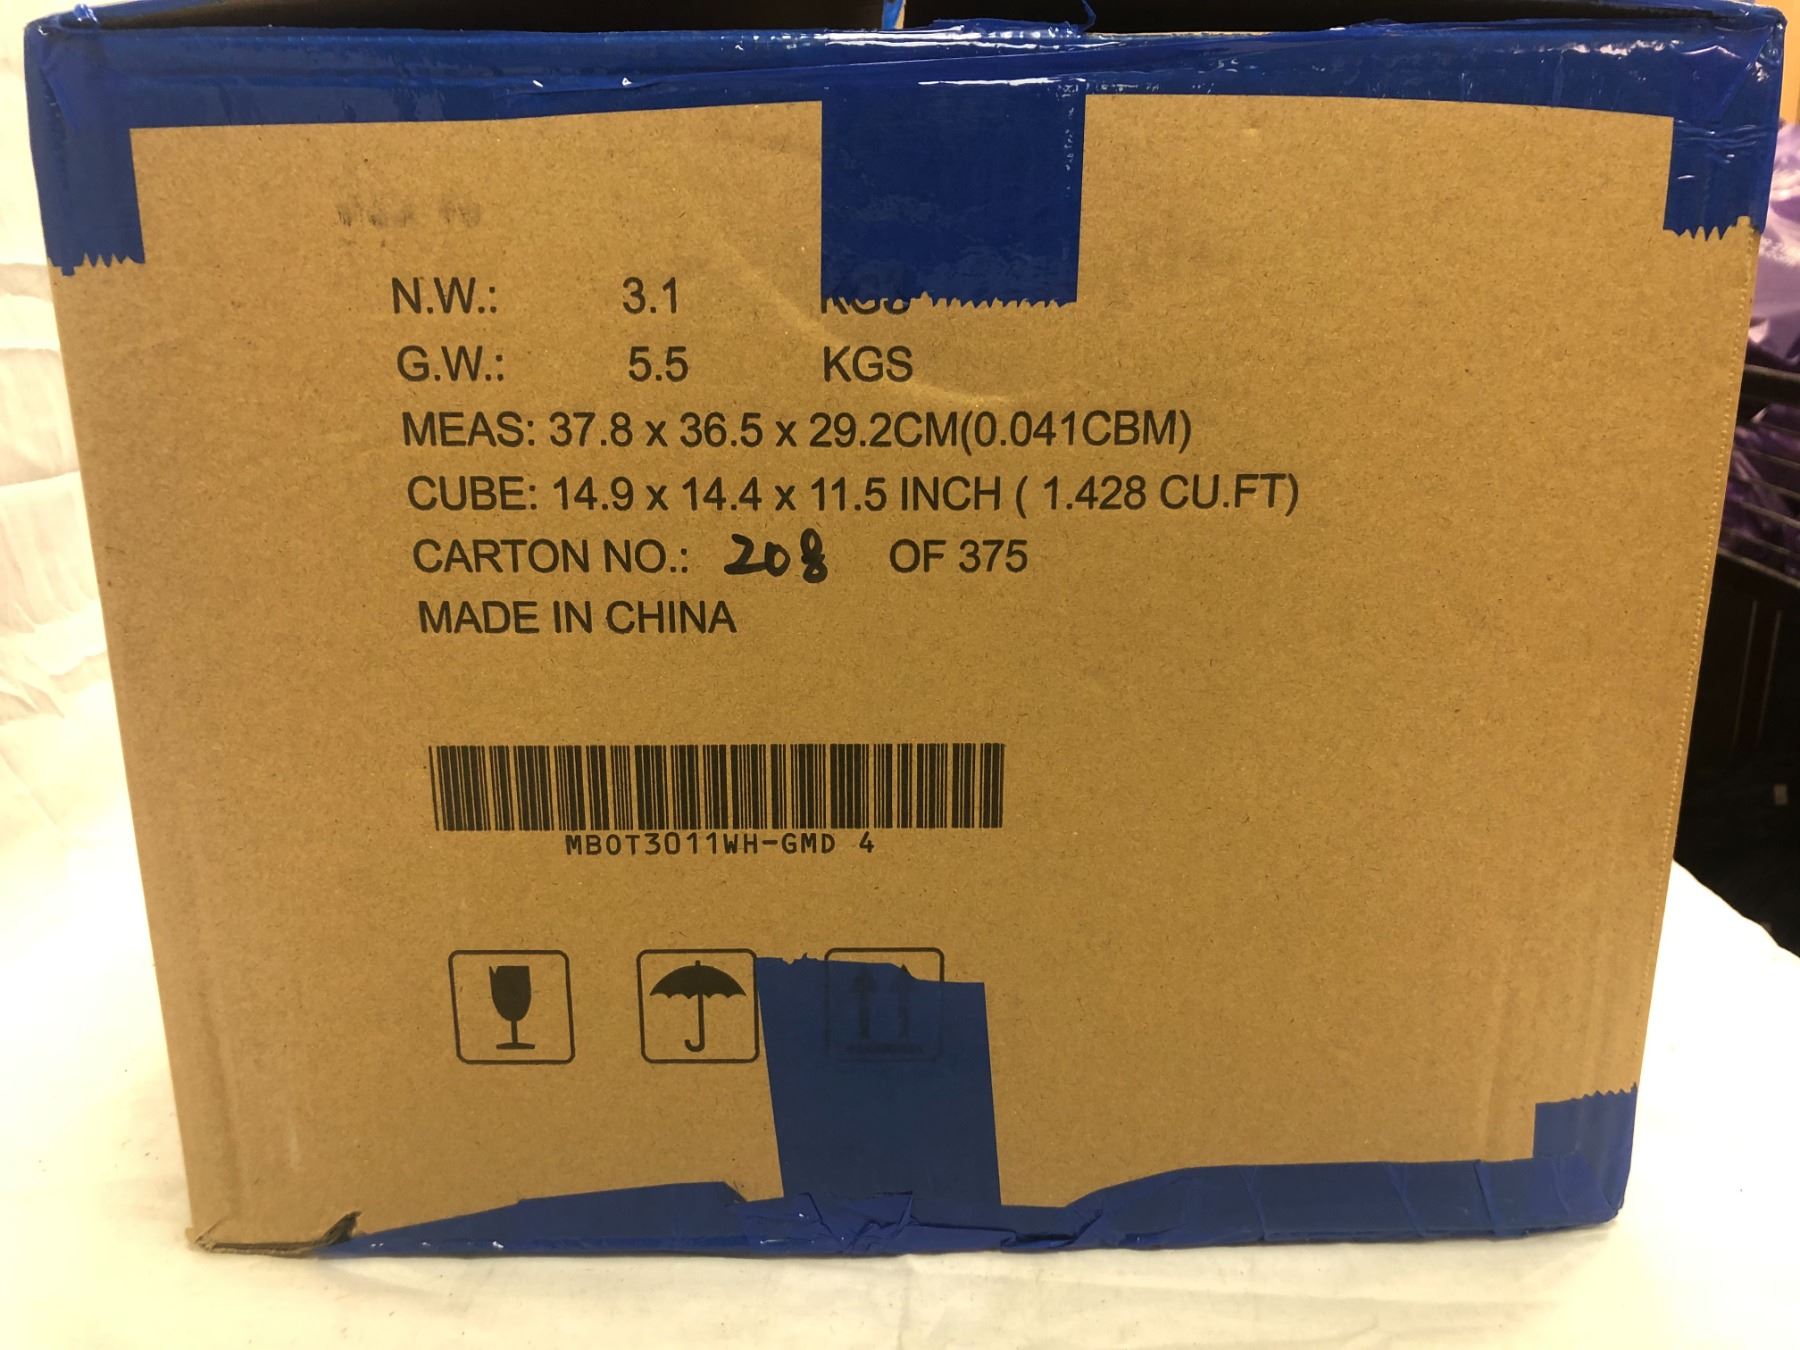 N.W.: 3.1 KGS
G.W.: 5.5 KGS
MEAS: 37.8 x 36.5 x 29.2CM(0.041CBM)
CUBE: 14.9 x 14.4 x 11.5 INCH ( 1.428 CU.FT)
CARTON NO.: 208 OF 375
MADE IN CHINA
MBOT3011WH-GMD 4